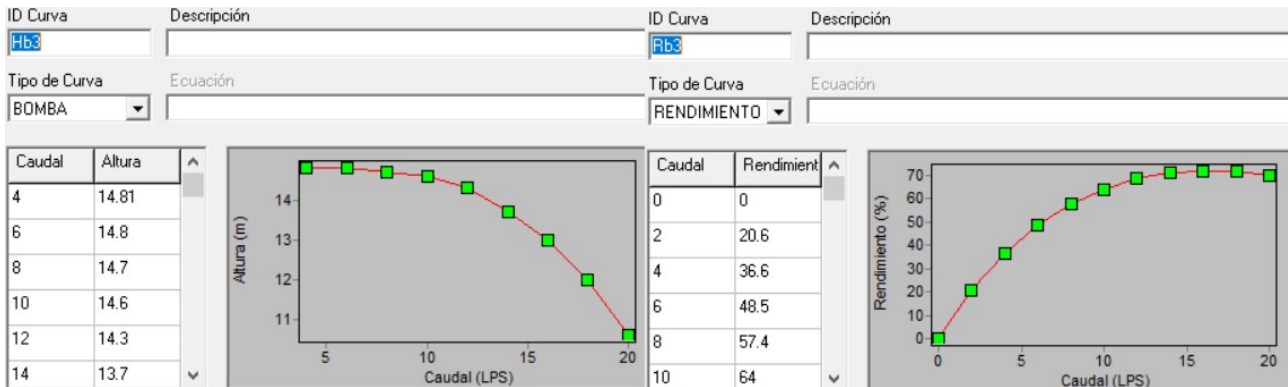 ID Curva Descripción
Hb3
Tipo de Curva Ecuación
BOMBA
Caudal Altura
4 14.81
6 14.8
8 14.7
10 14.6
12 14.3
14 13.7
Altura (m)
14
13
12
11
5 10 15 20
Caudal (LPS)
ID Curva Descripción
Rb3
Tipo de Curva Ecuación
RENDIMIENTO
Caudal Rendimient
0 0
2 20.6
4 36.6
6 48.5
8 57.4
10 64
Rendimiento (%)
70
60
50
40
30
20
10
0
0 5 10 15 20
Caudal (LPS)